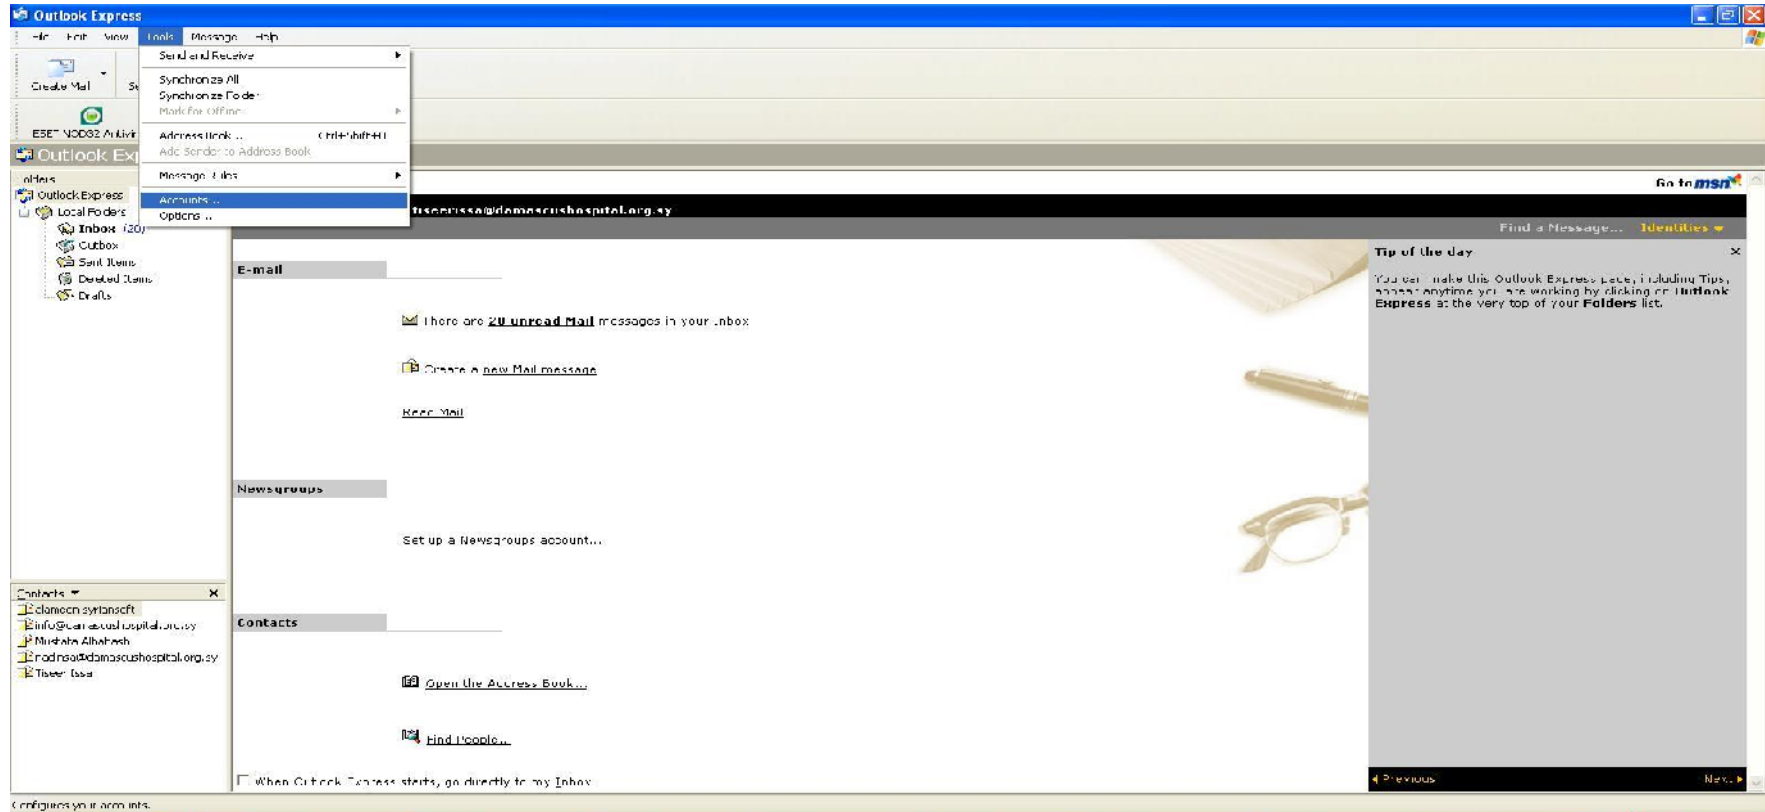 Outlook Express
File Edit View Tools Message Help
Send and Receive
Create Mail
Synchronize All
Synchronize Folder
Mark for Offline
ESET NOD32 Antivir
Address Book...
Ctrl+Shift+B
Add Sender to Address Book
Message Rules
Accounts...
Options...
Outlook Exp
Folders
Outlook Express
Local Folders
Inbox (20)
Outbox
Sent Items
Deleted Items
Drafts
Go to msn
tiseerissa@damascushospital.org.sy
Find a Message... Identities
E-mail
There are 20 unread Mail messages in your Inbox
Create a new Mail message
Read Mail
Newsgroups
Set up a Newsgroups account...
Contacts
Open the Address Book...
Find People...
When Outlook Express starts, go directly to my Inbox.
Tip of the day
You can make this Outlook Express pane, including Tips,
appear anytime you are working by clicking on Outlook
Express at the very top of your Folders list.
Previous
Next
Contacts
info@damascushospital.org.sy
nadinsa@damascushospital.org.sy
Tiseer Issa
Configures your accounts.